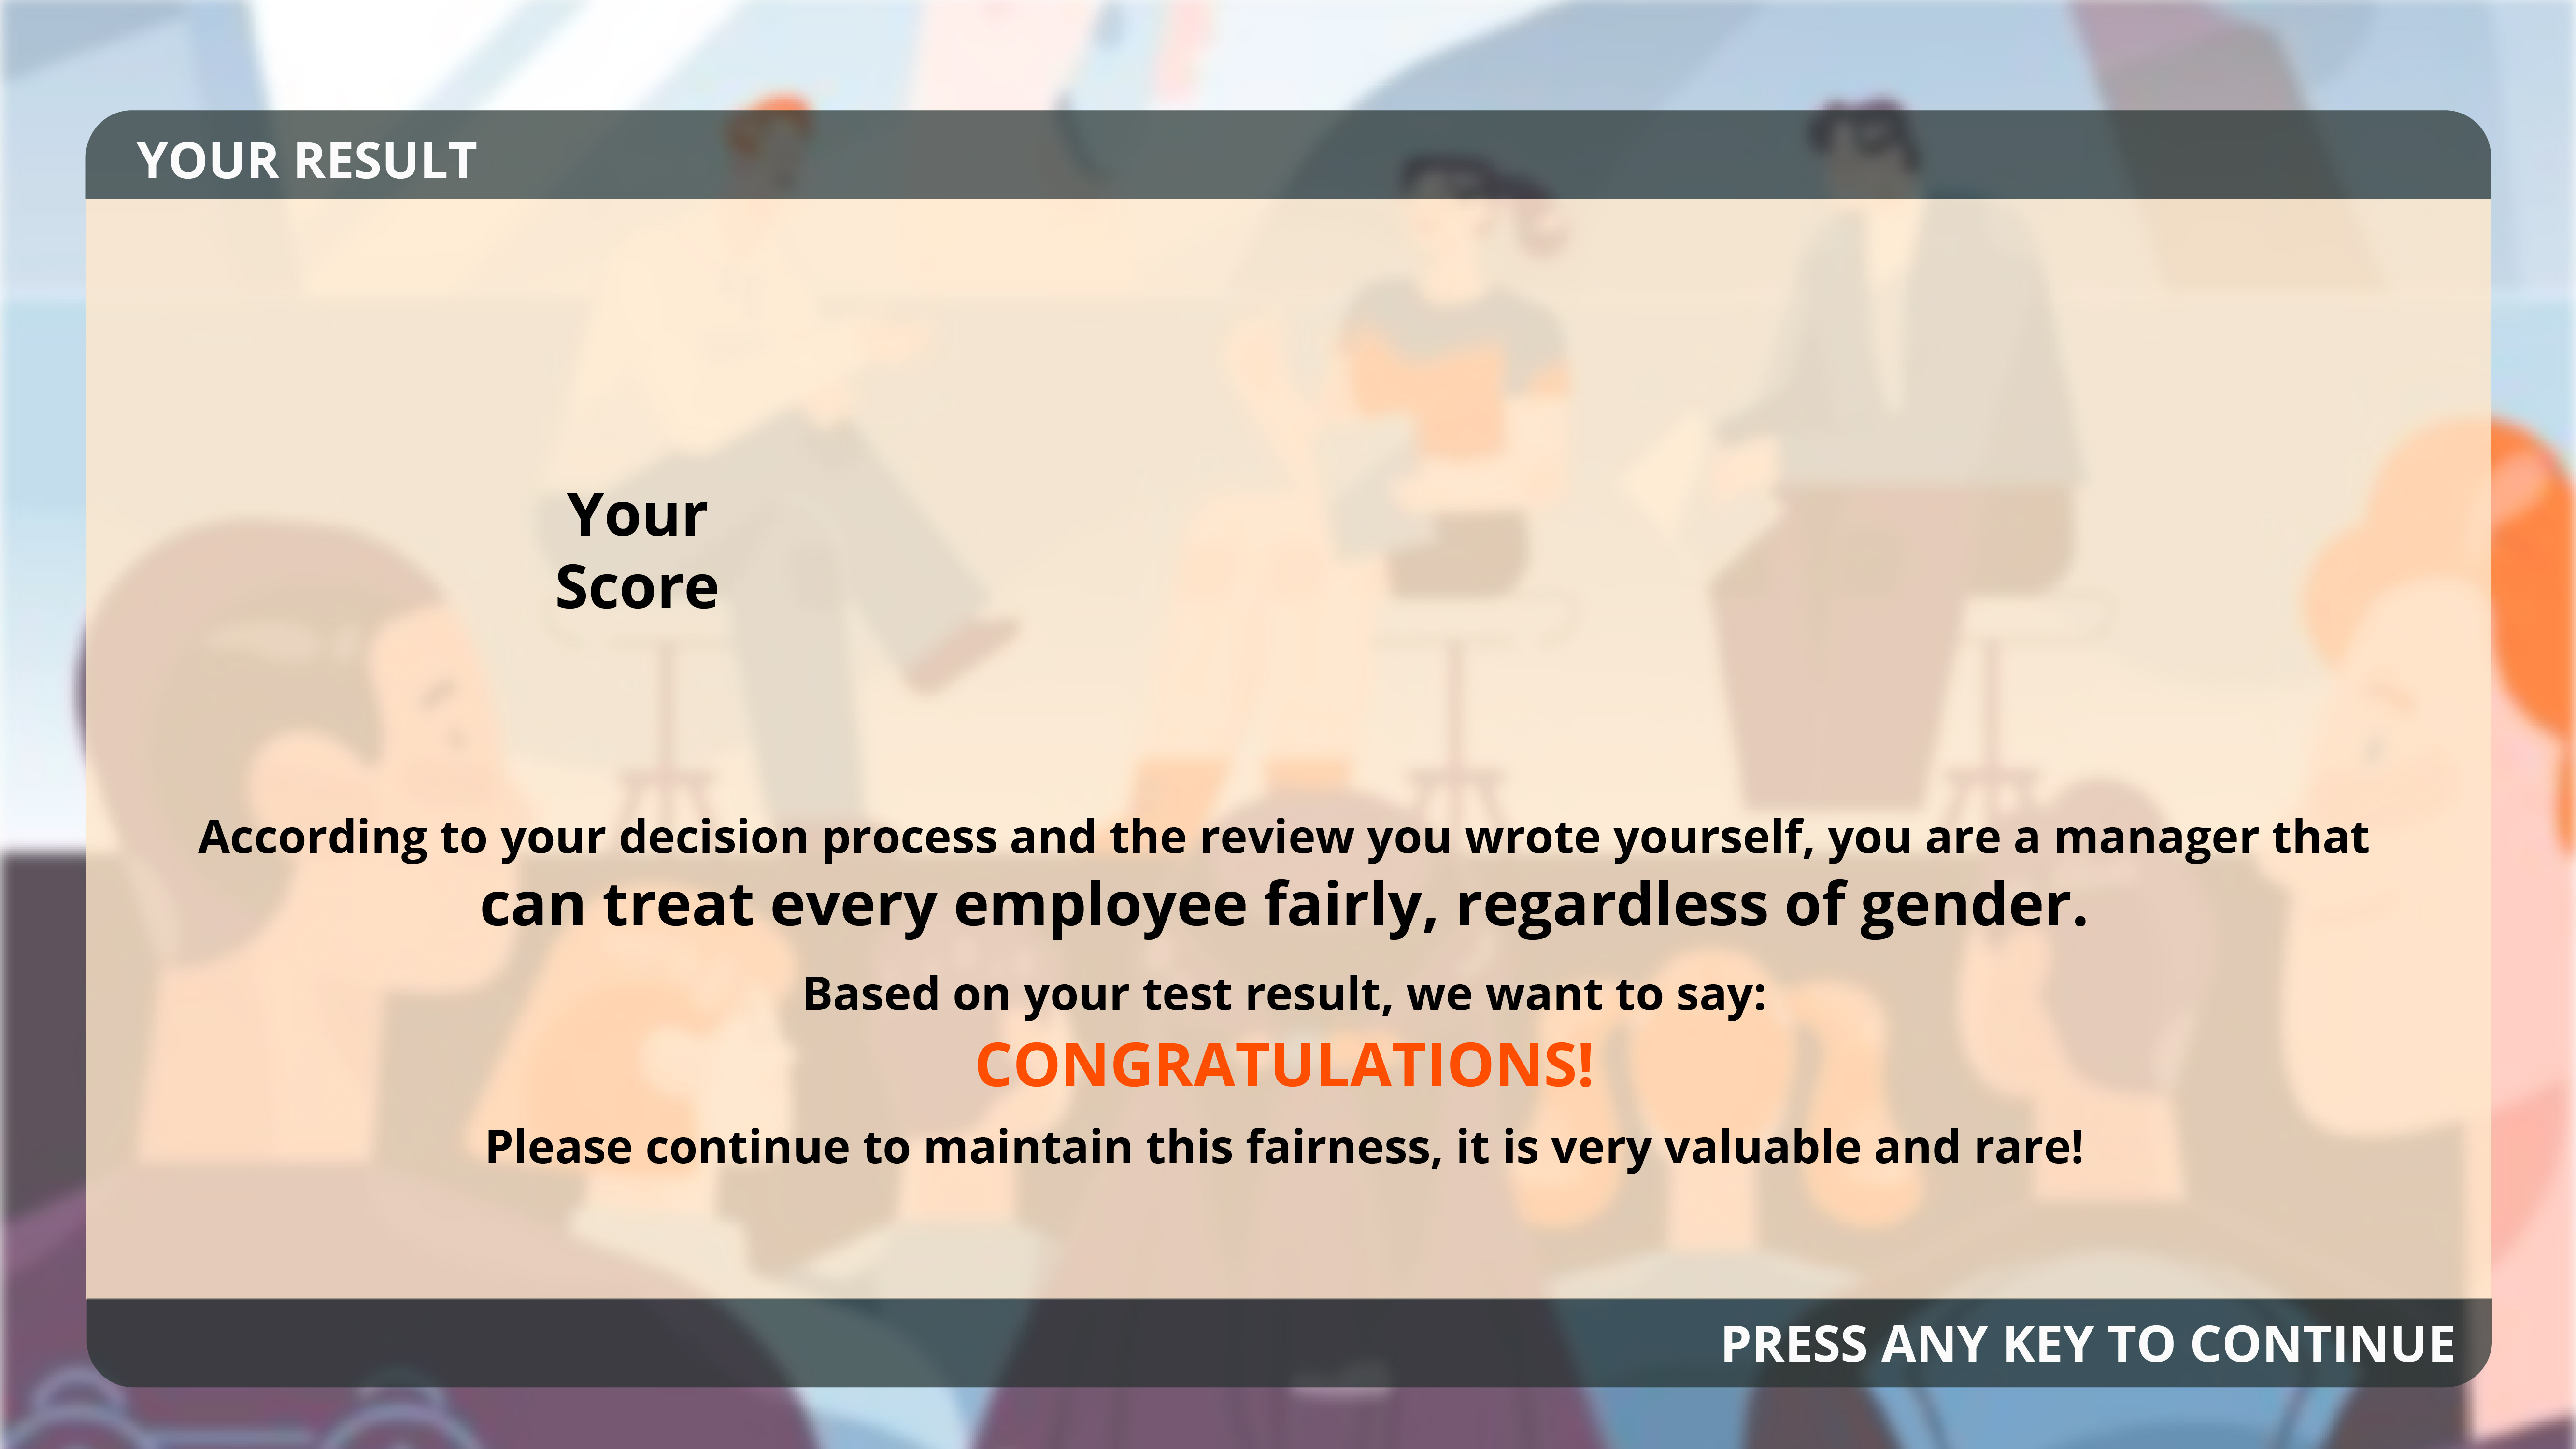 YOUR RESULT
Your
Score
According to your decision process and the review you wrote yourself, you are a manager that
can treat every employee fairly, regardless of gender.
Based on your test result, we want to say:
CONGRATULATIONS!
Please continue to maintain this fairness, it is very valuable and rare!
PRESS ANY KEY TO CONTINUE